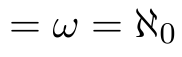 = ω = ℵ₀